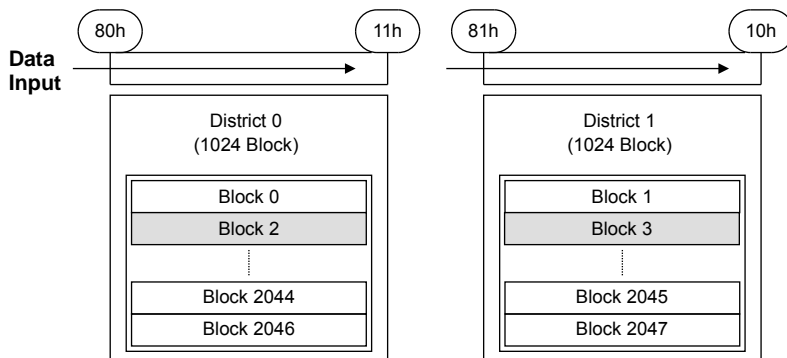 80h 11h 81h 10h
Data
Input
District 0 District 1
(1024 Block) (1024 Block)
Block 0 Block 1
Block 2 Block 3
Block 2044 Block 2045
Block 2046 Block 2047